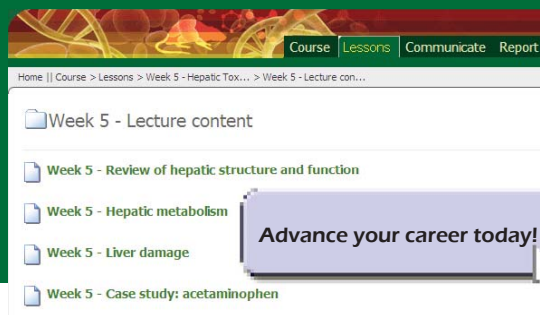 Course Lessons Communicate Report
Home || Course > Lessons > Week 5 - Hepatic Tox... > Week 5 - Lecture con...
Week 5 - Lecture content
Week 5 - Review of hepatic structure and function
Week 5 - Hepatic metabolism
Advance your career today!
Week 5 - Liver damage
Week 5 - Case study: acetaminophen